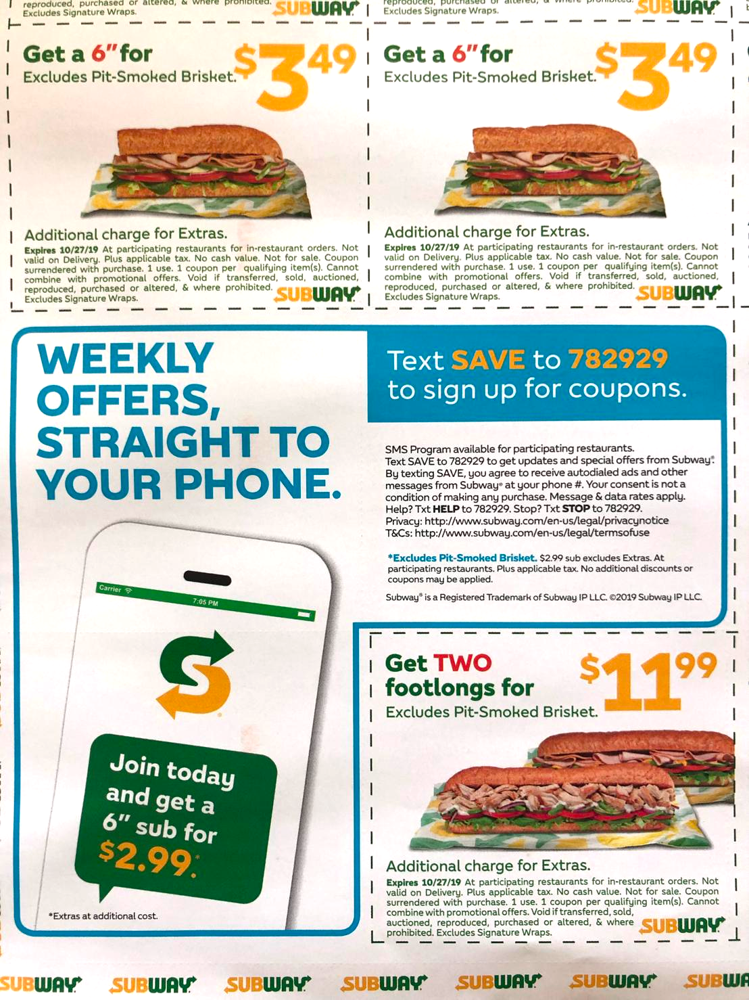 reproduced, purchased or altered, & where prohibited.
Excludes Signature Wraps.
SUBWAY
reproduced, purchased or altered, & where prohibited.
Excludes Signature Wraps.
SUBWAY
Get a 6" for
$3 49
Excludes Pit-Smoked Brisket.
Additional charge for Extras.
Expires 10/27/19 At participating restaurants for in-restaurant orders. Not
valid on Delivery. Plus applicable tax. No cash value. Not for sale. Coupon
surrendered with purchase. 1 use. 1 coupon per qualifying item(s). Cannot
combine with promotional offers. Void if transferred, sold, auctioned,
reproduced, purchased or altered, & where prohibited.
Excludes Signature Wraps.
SUBWAY
Get a 6" for
$3 49
Excludes Pit-Smoked Brisket.
Additional charge for Extras.
Expires 10/27/19 At participating restaurants for in-restaurant orders. Not
valid on Delivery. Plus applicable tax. No cash value. Not for sale. Coupon
surrendered with purchase. 1 use. 1 coupon per qualifying item(s). Cannot
combine with promotional offers. Void if transferred, sold, auctioned,
reproduced, purchased or altered, & where prohibited.
Excludes Signature Wraps.
SUBWAY
WEEKLY
OFFERS,
STRAIGHT TO
YOUR PHONE.
Carrier
7:05 PM
Join today
and get a
6" sub for
$2.99.*
*Extras at additional cost.
Text SAVE to 782929
to sign up for coupons.
SMS Program available for participating restaurants.
Text SAVE to 782929 to get updates and special offers from Subway®.
By texting SAVE, you agree to receive autodialed ads and other
messages from Subway® at your phone #. Your consent is not a
condition of making any purchase. Message & data rates apply.
Help? Txt HELP to 782929. Stop? Txt STOP to 782929.
Privacy: http://www.subway.com/en-us/legal/privacynotice
T&Cs: http://www.subway.com/en-us/legal/termsofuse
*Excludes Pit-Smoked Brisket. $2.99 sub excludes Extras. At
participating restaurants. Plus applicable tax. No additional discounts or
coupons may be applied.
Subway® is a Registered Trademark of Subway IP LLC. ©2019 Subway IP LLC.
Get TWO
footlongs for
$11 99
Excludes Pit-Smoked Brisket.
Additional charge for Extras.
Expires 10/27/19 At participating restaurants for in-restaurant orders. Not
valid on Delivery. Plus applicable tax. No cash value. Not for sale. Coupon
surrendered with purchase. 1 use. 1 coupon per qualifying item(s). Cannot
combine with promotional offers. Void if transferred, sold,
auctioned, reproduced, purchased or altered, & where
prohibited. Excludes Signature Wraps.
SUBWAY
SUBWAY SUBWAY SUBWAY SUBWAY SUBWAY SUBWAY SUBWA